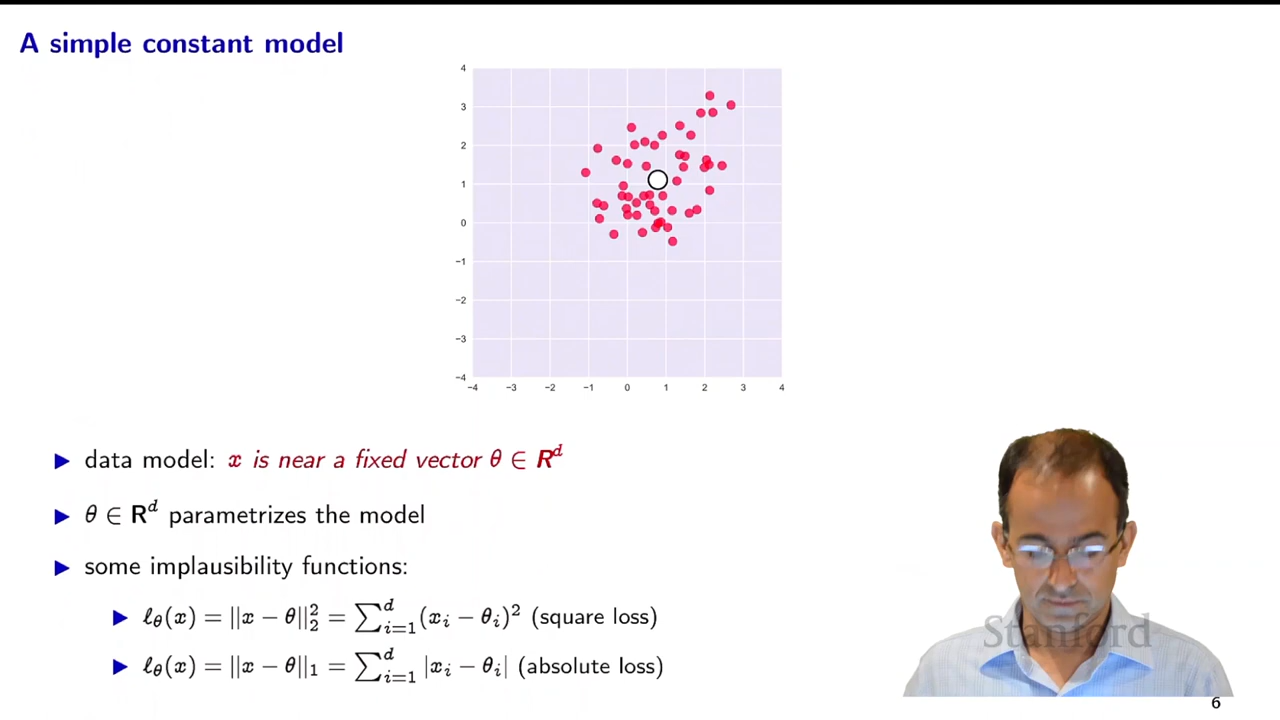 A simple constant model
4
3
2
1
0
−1
−2
−3
−4
−4 −3 −2 −1 0 1 2 3 4
▶ data model: x is near a fixed vector θ ∈ R^d
▶ θ ∈ R^d parametrizes the model
▶ some implausibility functions:
▶ ℓ_θ(x) = ||x − θ||_2^2 = ∑_{i=1}^d (x_i − θ_i)^2 (square loss)
▶ ℓ_θ(x) = ||x − θ||_1 = ∑_{i=1}^d |x_i − θ_i| (absolute loss)
Stanford
6